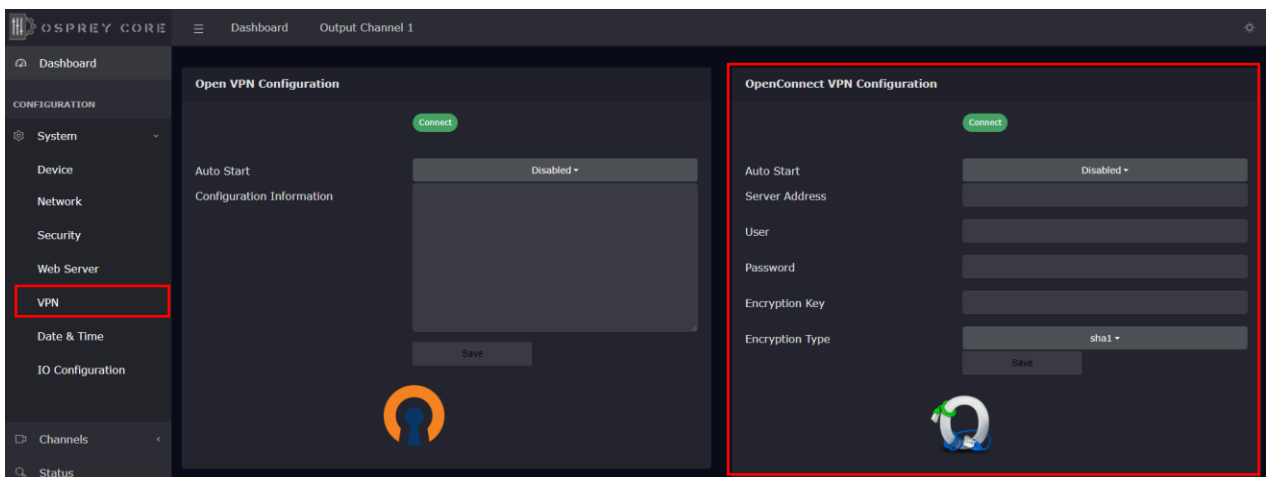 OSPREY CORE
Dashboard
Output Channel 1
Dashboard
CONFIGURATION
System
Device
Network
Security
Web Server
VPN
Date & Time
IO Configuration
Channels
Status
Open VPN Configuration
Connect
Auto Start
Disabled
Configuration Information
Save
OpenConnect VPN Configuration
Connect
Auto Start
Disabled
Server Address
User
Password
Encryption Key
Encryption Type
sha1
Save